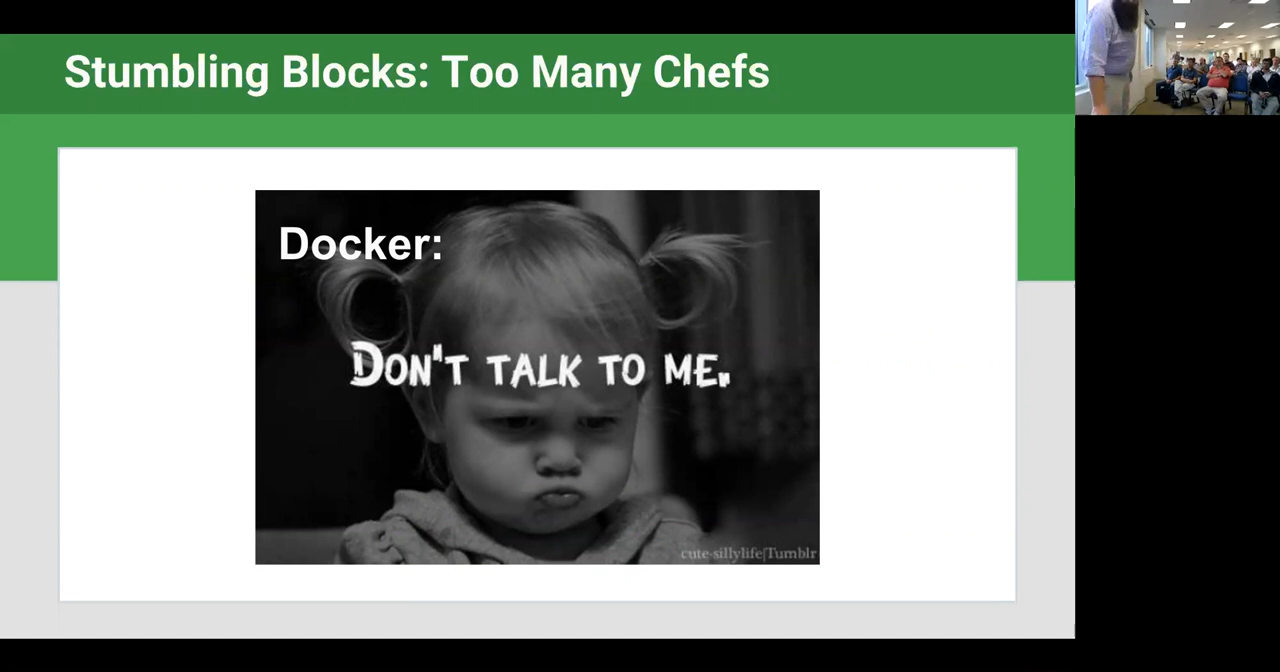 Stumbling Blocks: Too Many Chefs
Docker:
DON'T TALK TO ME.
cute-sillylife|Tumblr